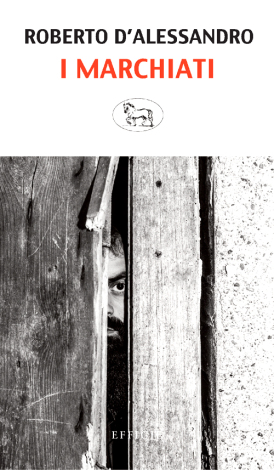 ROBERTO D'ALESSANDRO
I MARCHIATI
EFFIGIE